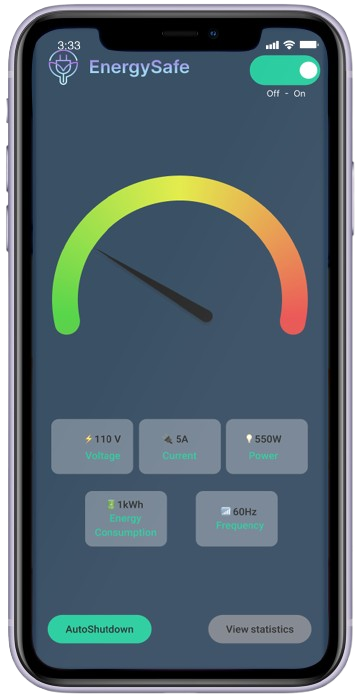 3:33
EnergySafe
Off - On
110 V
Voltage
5A
Current
550W
Power
1kWh
Energy
Consumption
60Hz
Frequency
AutoShutdown
View statistics